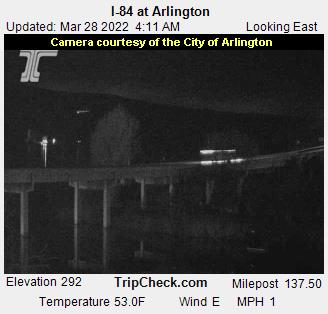 I-84 at Arlington
Updated: Mar 28 2022 4:11 AM Looking East
Camera courtesy of the City of Arlington
Elevation 292 TripCheck.com Milepost 137.50
Temperature 53.0F Wind E MPH 1